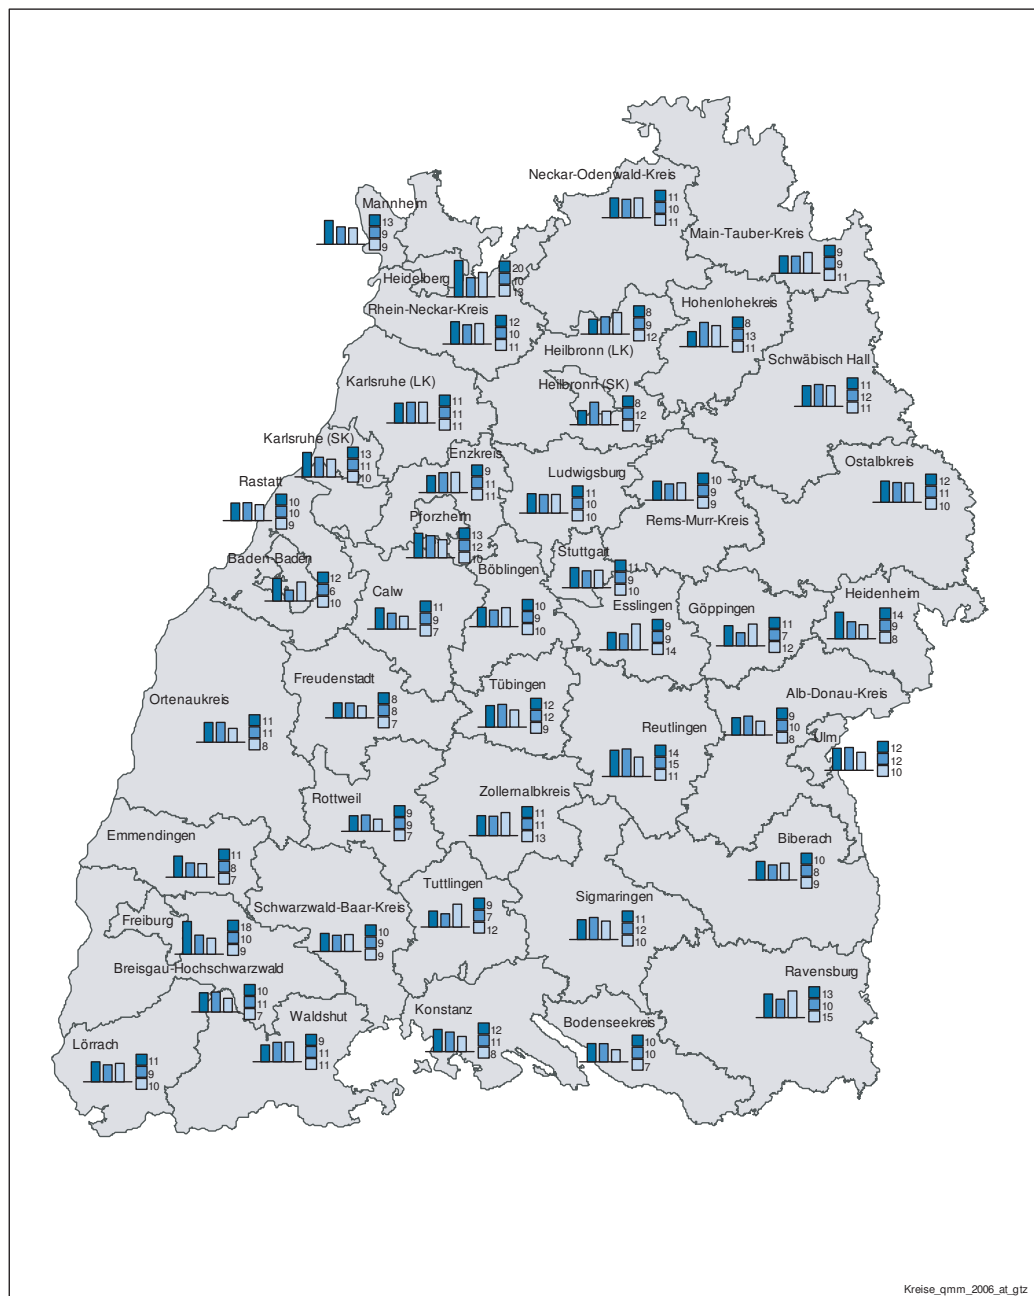 Neckar-Odenwald-Kreis
11
10
11
Mannheim
13
9
9
Main-Tauber-Kreis
9
9
11
Heidelberg
20
10
13
Rhein-Neckar-Kreis
12
10
11
Hohenlohekreis
8
13
11
8
9
12
Heilbronn (LK)
Schwäbisch Hall
11
12
11
Karlsruhe (LK)
11
11
11
Heilbronn (SK)
8
12
7
Karlsruhe (SK)
13
11
10
Enzkreis
9
11
11
Ludwigsburg
11
10
10
10
9
9
Rems-Murr-Kreis
Ostalbkreis
12
11
10
Rastatt
10
10
9
Pforzheim
13
12
10
Baden-Baden
12
6
10
Calw
11
9
7
Böblingen
10
9
10
Stuttgart
11
9
10
Esslingen
9
9
14
Göppingen
11
7
12
Heidenheim
14
9
8
Ortenaukreis
11
11
8
Freudenstadt
8
8
7
Tübingen
12
12
9
Reutlingen
14
15
11
Alb-Donau-Kreis
9
10
8
Ulm
12
12
10
Rottweil
9
9
7
Zollernalbkreis
11
11
13
Emmendingen
11
8
7
Biberach
10
8
9
Freiburg
18
10
9
Schwarzwald-Baar-Kreis
10
9
9
Tuttlingen
9
7
12
Sigmaringen
11
12
10
Breisgau-Hochschwarzwald
10
11
7
Ravensburg
13
10
15
Lörrach
11
9
10
Waldshut
9
11
11
Konstanz
12
11
8
Bodenseekreis
10
10
7
Kreise_qmm_2006_at_gtz